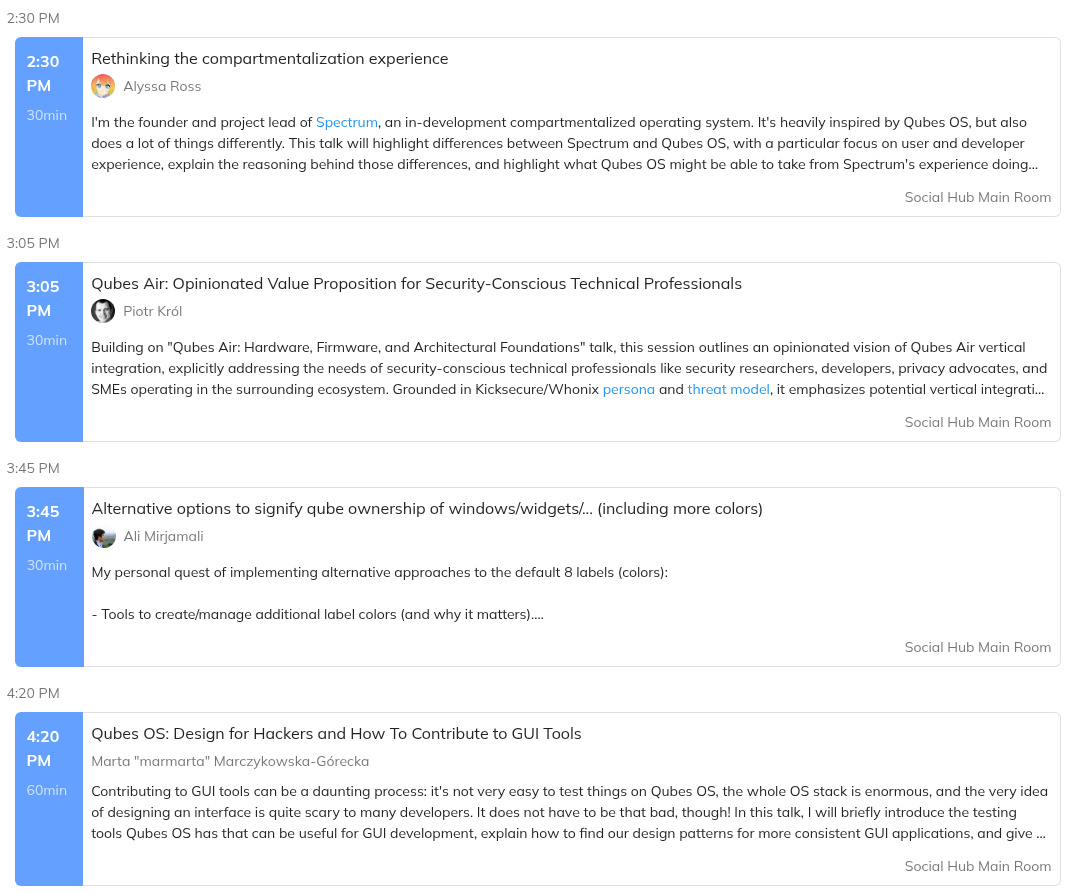 2:30 PM
2:30
PM
30min
Rethinking the compartmentalization experience
Alyssa Ross
I'm the founder and project lead of Spectrum, an in-development compartmentalized operating system. It's heavily inspired by Qubes OS, but also
does a lot of things differently. This talk will highlight differences between Spectrum and Qubes OS, with a particular focus on user and developer
experience, explain the reasoning behind those differences, and highlight what Qubes OS might be able to take from Spectrum's experience doing...
Social Hub Main Room
3:05 PM
3:05
PM
30min
Qubes Air: Opinionated Value Proposition for Security-Conscious Technical Professionals
Piotr Król
Building on "Qubes Air: Hardware, Firmware, and Architectural Foundations" talk, this session outlines an opinionated vision of Qubes Air vertical
integration, explicitly addressing the needs of security-conscious technical professionals like security researchers, developers, privacy advocates, and
SMEs operating in the surrounding ecosystem. Grounded in Kicksecure/Whonix persona and threat model, it emphasizes potential vertical integrati...
Social Hub Main Room
3:45 PM
3:45
PM
30min
Alternative options to signify qube ownership of windows/widgets/... (including more colors)
Ali Mirjamali
My personal quest of implementing alternative approaches to the default 8 labels (colors):
- Tools to create/manage additional label colors (and why it matters)....
Social Hub Main Room
4:20 PM
4:20
PM
60min
Qubes OS: Design for Hackers and How To Contribute to GUI Tools
Marta "marmarta" Marczykowska-Górecka
Contributing to GUI tools can be a daunting process: it's not very easy to test things on Qubes OS, the whole OS stack is enormous, and the very idea
of designing an interface is quite scary to many developers. It does not have to be that bad, though! In this talk, I will briefly introduce the testing
tools Qubes OS has that can be useful for GUI development, explain how to find our design patterns for more consistent GUI applications, and give ...
Social Hub Main Room